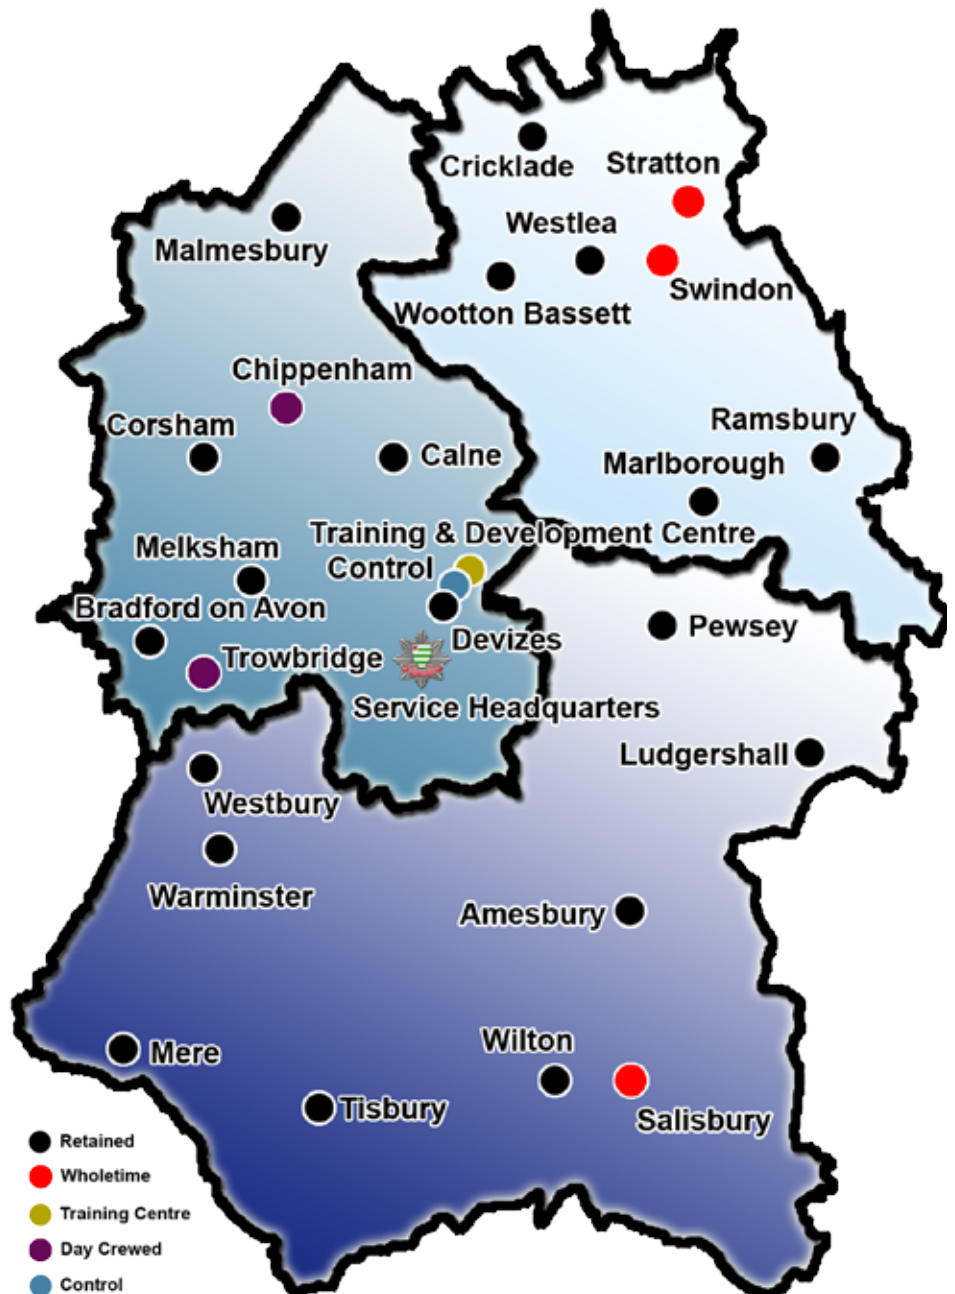 Cricklade
Stratton
Westlea
Malmesbury
Swindon
Wootton Bassett
Chippenham
Corsham
Calne
Ramsbury
Marlborough
Training & Development Centre
Melksham
Control
Bradford on Avon
Devizes
Pewsey
Trowbridge
Service Headquarters
Ludgershall
Westbury
Warminster
Amesbury
Mere
Wilton
Tisbury
Salisbury
Retained
Wholetime
Training Centre
Day Crewed
Control